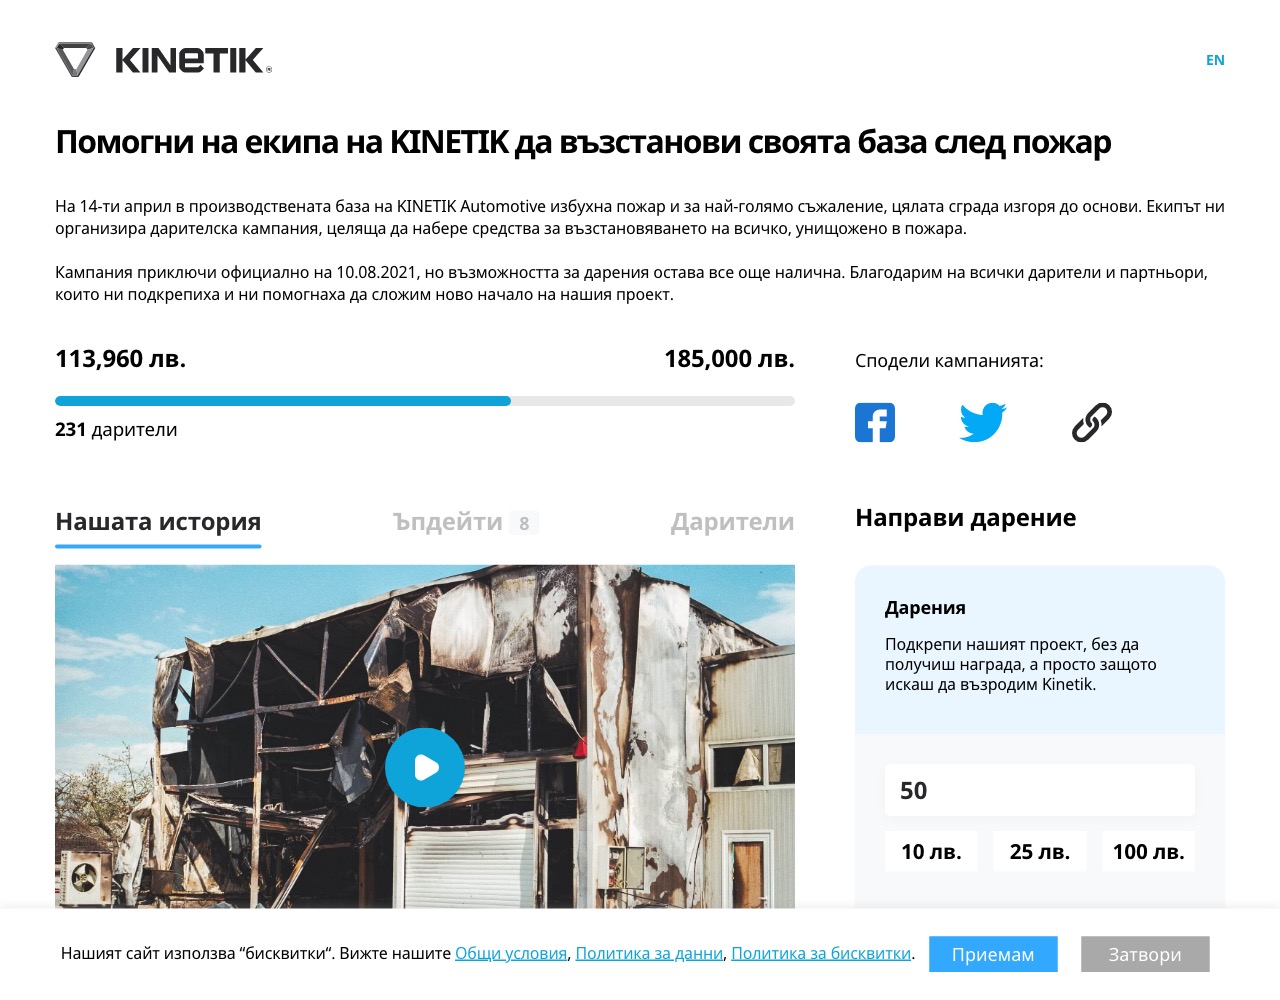 KINETIK
EN
Помогни на екипа на KINETIK да възстанови своята база след пожар
На 14-ти април в производствената база на KINETIK Automotive избухна пожар и за най-голямо съжаление, цялата сграда изгоря до основи. Екипът ни
организира дарителска кампания, целяща да набере средства за възстановяването на всичко, унищожено в пожара.
Кампания приключи официално на 10.08.2021, но възможността за дарения остава все още налична. Благодарим на всички дарители и партньори,
които ни подкрепиха и ни помогнаха да сложим ново начало на нашия проект.
113,960 лв. 185,000 лв.
231 дарители
Сподели кампанията:
Нашата история Ъпдейти 8 Дарители
Направи дарение
Дарения
Подкрепи нашият проект, без да
получиш награда, а просто защото
искаш да възродим Kinetik.
50
10 лв. 25 лв. 100 лв.
Нашият сайт използва “бисквитки“. Вижте нашите Общи условия, Политика за данни, Политика за бисквитки. Приемам Затвори